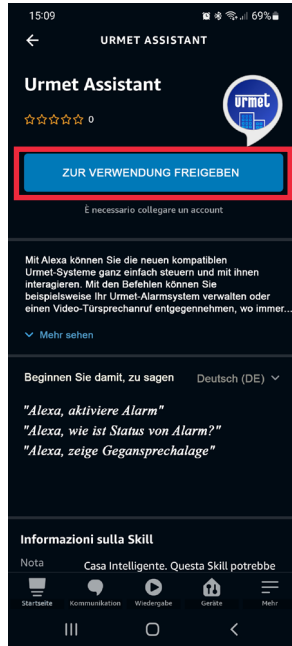 15:09 69%
URMET ASSISTANT
Urmet Assistant
urmet
0
ZUR VERWENDUNG FREIGEBEN
È necessario collegare un account
Mit Alexa können Sie die neuen kompatiblen
Urmet-Systeme ganz einfach steuern und mit ihnen
interagieren. Mit den Befehlen können Sie
beispielsweise Ihr Urmet-Alarmsystem verwalten oder
einen Video-Türsprechanruf entgegennehmen, wo immer...
Mehr sehen
Beginnen Sie damit, zu sagen Deutsch (DE)
"Alexa, aktiviere Alarm"
"Alexa, wie ist Status von Alarm?"
"Alexa, zeige Gegansprechalage"
Informazioni sulla Skill
Nota Casa Intelligente. Questa Skill potrebbe
Startseite Kommunikation Wiedergabe Geräte Mehr